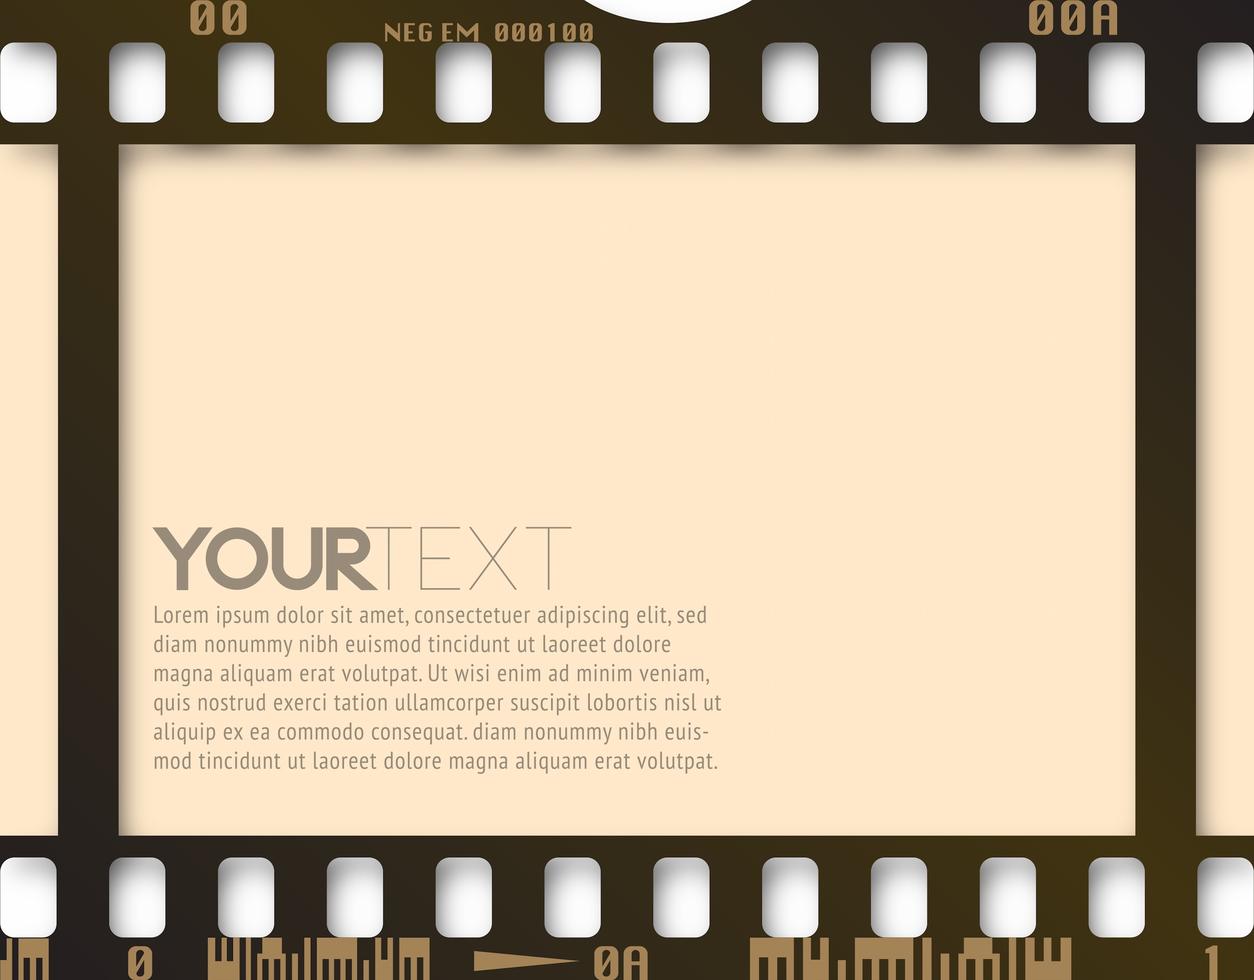 00
00A
NEG EM 000100
YOURTEXT
Lorem ipsum dolor sit amet, consectetuer adipiscing elit, sed
diam nonummy nibh euismod tincidunt ut laoreet dolore
magna aliquam erat volutpat. Ut wisi enim ad minim veniam,
quis nostrud exerci tation ullamcorper suscipit lobortis nisl ut
aliquip ex ea commodo consequat. diam nonummy nibh euis-
mod tincidunt ut laoreet dolore magna aliquam erat volutpat.
0
0A
1